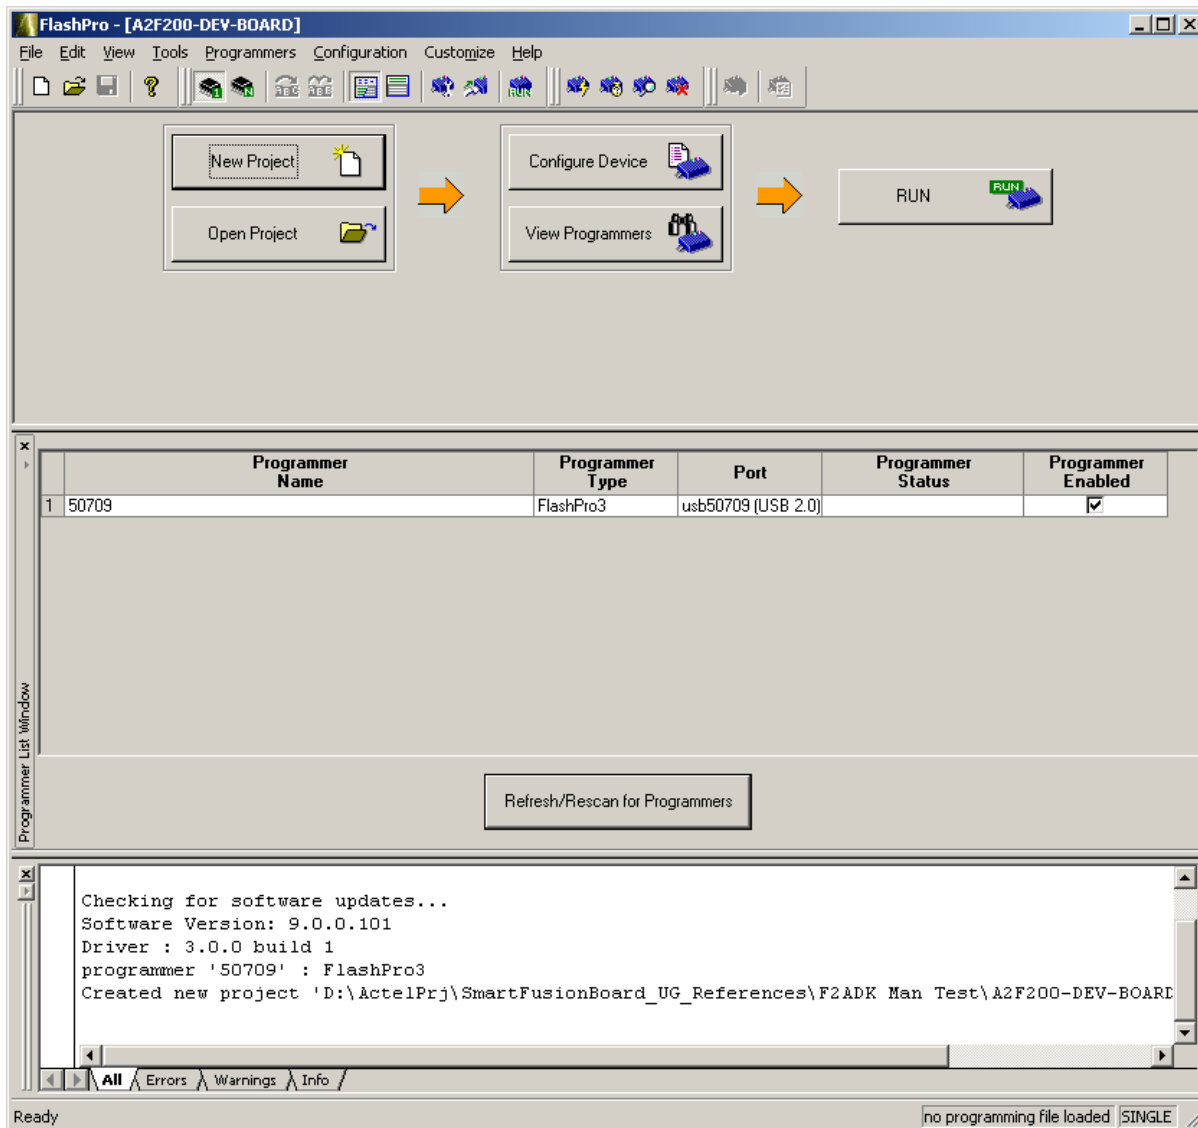 FlashPro - [A2F200-DEV-BOARD]
File Edit View Tools Programmers Configuration Customize Help
New Project
Configure Device
RUN
RUN
Open Project
View Programmers
Programmer Name
Programmer Type
Port
Programmer Status
Programmer Enabled
1 50709 FlashPro3 usb50709 (USB 2.0)
Programmer List Window
Refresh/Rescan for Programmers
Checking for software updates...
Software Version: 9.0.0.101
Driver : 3.0.0 build 1
programmer '50709' : FlashPro3
Created new project 'D:\ActelPrj\SmartFusionBoard_UG_References\F2ADK Man Test\A2F200-DEV-BOARD
All Errors Warnings Info
Ready
no programming file loaded SINGLE